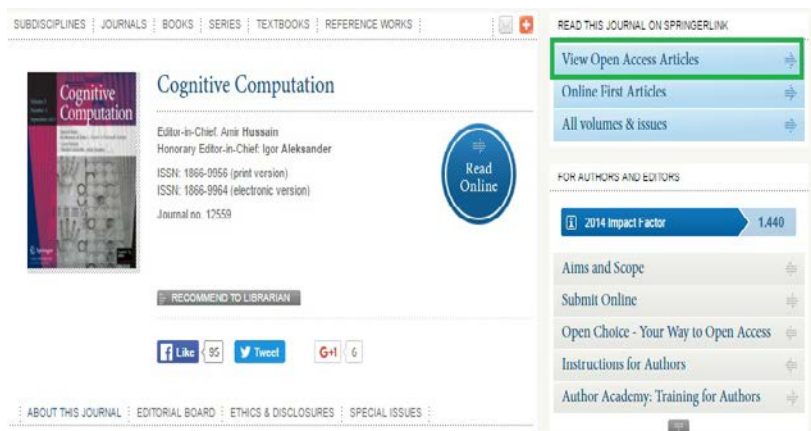 SUBDISCIPLINES JOURNALS BOOKS SERIES TEXTBOOKS REFERENCE WORKS
Cognitive
Computation
Springer
Cognitive Computation
Editor-in-Chief: Amir Hussain
Honorary Editor-in-Chief: Igor Aleksander
ISSN: 1866-9956 (print version)
ISSN: 1866-9964 (electronic version)
Journal no. 12559
Read
Online
RECOMMEND TO LIBRARIAN
Like 95 Tweet G+1 6
ABOUT THIS JOURNAL EDITORIAL BOARD ETHICS & DISCLOSURES SPECIAL ISSUES
READ THIS JOURNAL ON SPRINGERLINK
View Open Access Articles
Online First Articles
All volumes & issues
FOR AUTHORS AND EDITORS
2014 Impact Factor 1.440
Aims and Scope
Submit Online
Open Choice - Your Way to Open Access
Instructions for Authors
Author Academy: Training for Authors